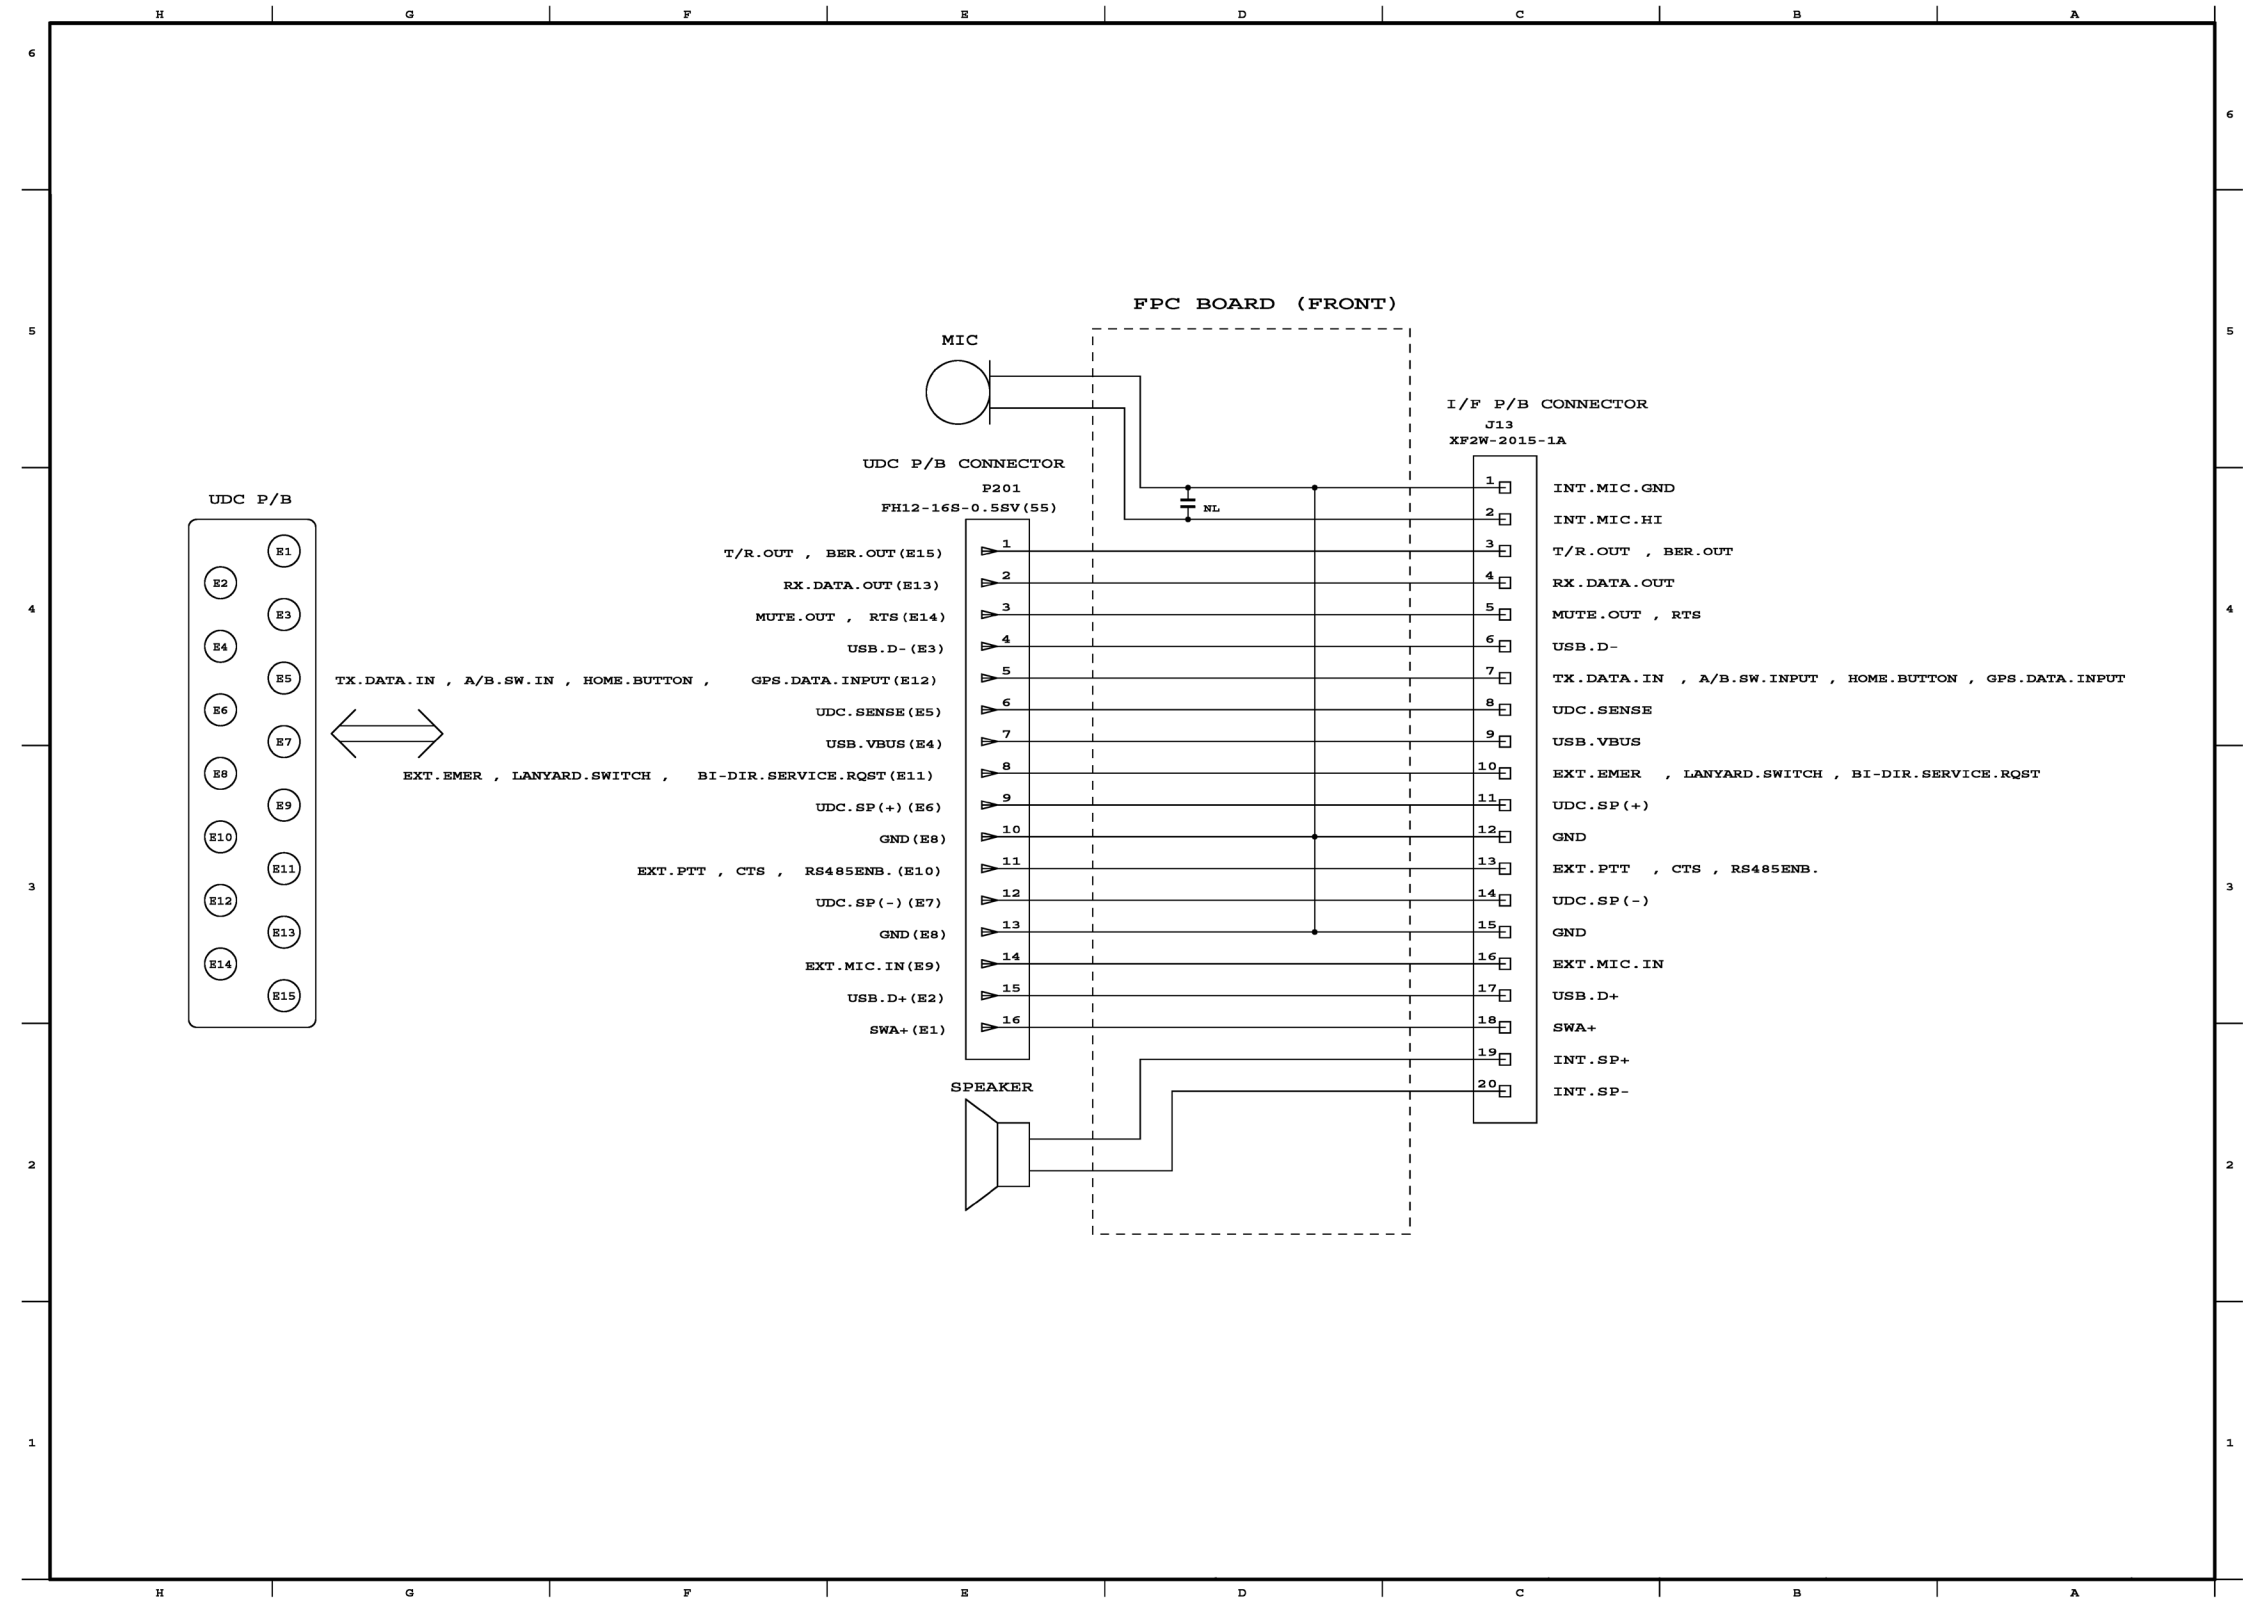 H G F E D C B A
6
6
FPC BOARD (FRONT)
5
5
MIC
I/F P/B CONNECTOR
J13
XF2W-2015-1A
UDC P/B CONNECTOR
P201
FH12-16S-0.5SV(55)
UDC P/B
1 INT.MIC.GND
NL
2 INT.MIC.HI
E1
T/R.OUT , BER.OUT(E15) 1 3 T/R.OUT , BER.OUT
E2
RX.DATA.OUT(E13) 2 4 RX.DATA.OUT
4
4
E3
MUTE.OUT , RTS(E14) 3 5 MUTE.OUT , RTS
E4
USB.D-(E3) 4 6 USB.D-
E5
TX.DATA.IN , A/B.SW.IN , HOME.BUTTON , GPS.DATA.INPUT(E12) 5 7 TX.DATA.IN , A/B.SW.INPUT , HOME.BUTTON , GPS.DATA.INPUT
E6
UDC.SENSE(E5) 6 8 UDC.SENSE
E7
USB.VBUS(E4) 7 9 USB.VBUS
E8
EXT.EMER , LANYARD.SWITCH , BI-DIR.SERVICE.RQST(E11) 8 10 EXT.EMER , LANYARD.SWITCH , BI-DIR.SERVICE.RQST
E9
UDC.SP(+)(E6) 9 11 UDC.SP(+)
E10
GND(E8) 10 12 GND
E11
EXT.PTT , CTS , RS485ENB.(E10) 11 13 EXT.PTT , CTS , RS485ENB.
3
3
E12
UDC.SP(-)(E7) 12 14 UDC.SP(-)
E13
GND(E8) 13 15 GND
E14
EXT.MIC.IN(E9) 14 16 EXT.MIC.IN
E15
USB.D+(E2) 15 17 USB.D+
SWA+(E1) 16 18 SWA+
19 INT.SP+
SPEAKER
20 INT.SP-
2
2
1
1
H G F E D C B A